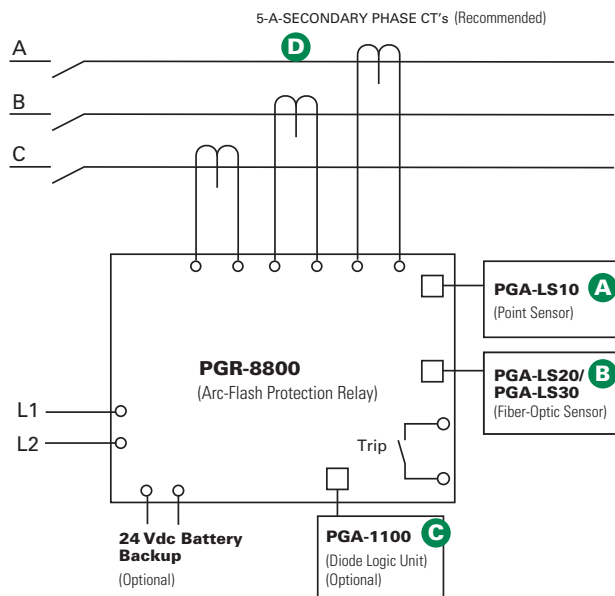 5-A-SECONDARY PHASE CT's (Recommended)
D
A
B
C
PGA-LS10 A
(Point Sensor)
PGR-8800
(Arc-Flash Protection Relay)
PGA-LS20/ B
PGA-LS30
(Fiber-Optic Sensor)
L1
L2
Trip
24 Vdc Battery
Backup
(Optional)
PGA-1100 C
(Diode Logic Unit)
(Optional)